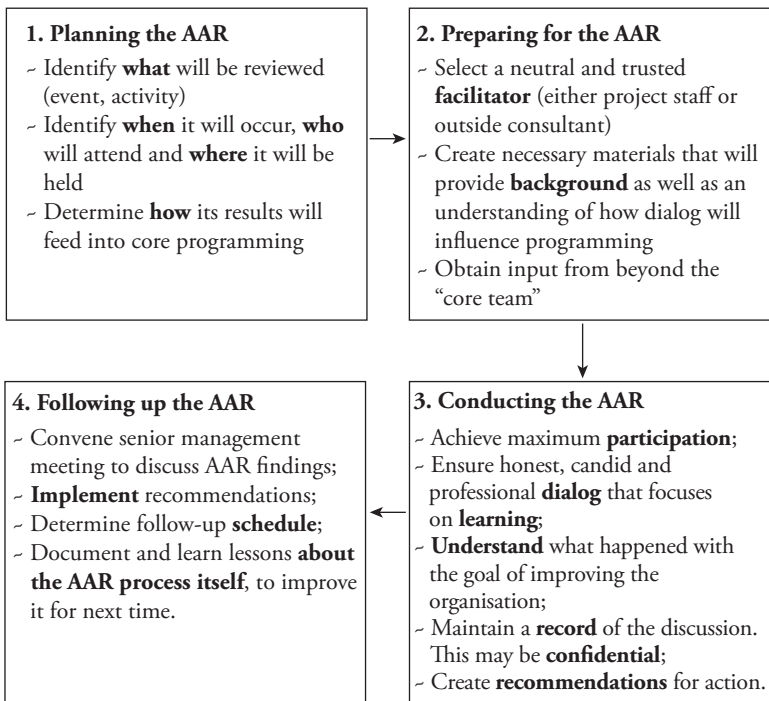 1. Planning the AAR
~ Identify what will be reviewed
(event, activity)
~ Identify when it will occur, who
will attend and where it will be
held
~ Determine how its results will
feed into core programming
2. Preparing for the AAR
~ Select a neutral and trusted
facilitator (either project staff or
outside consultant)
~ Create necessary materials that will
provide background as well as an
understanding of how dialog will
influence programming
~ Obtain input from beyond the
“core team”
3. Conducting the AAR
~ Achieve maximum participation;
~ Ensure honest, candid and
professional dialog that focuses
on learning;
~ Understand what happened with
the goal of improving the
organisation;
~ Maintain a record of the discussion.
This may be confidential;
~ Create recommendations for action.
4. Following up the AAR
~ Convene senior management
meeting to discuss AAR findings;
~ Implement recommendations;
~ Determine follow-up schedule;
~ Document and learn lessons about
the AAR process itself, to improve
it for next time.